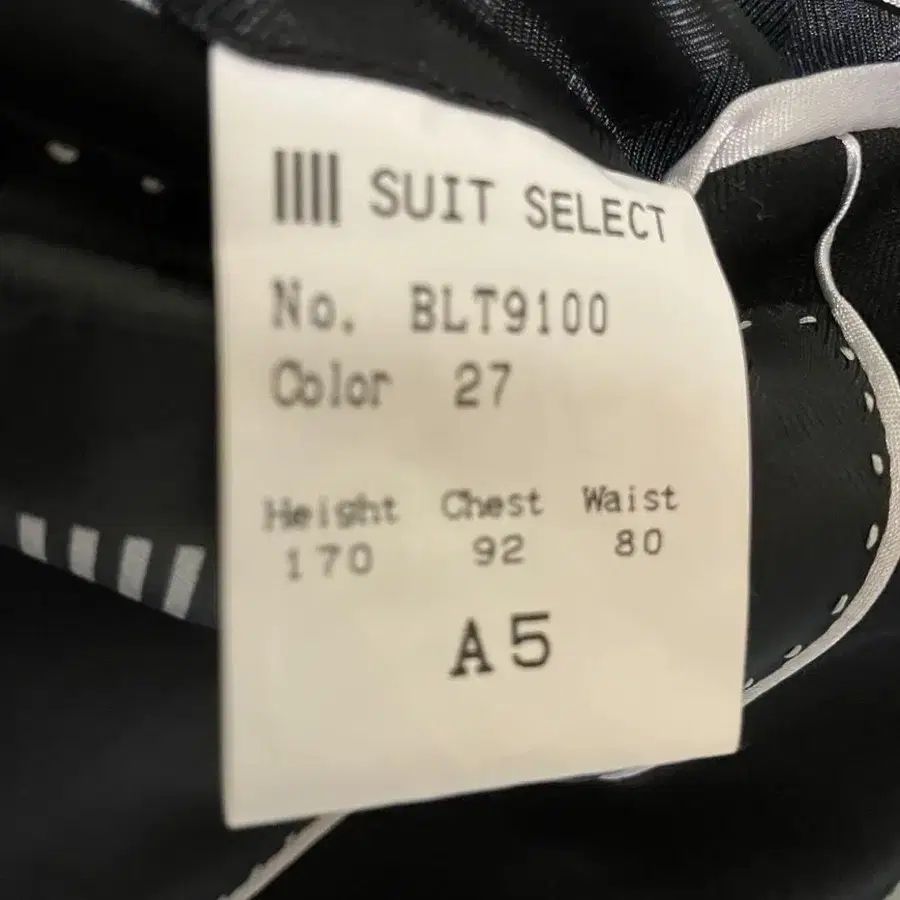 SUIT SELECT
No. BLT9100
Color 27
Height Chest Waist
170 92 80
A5